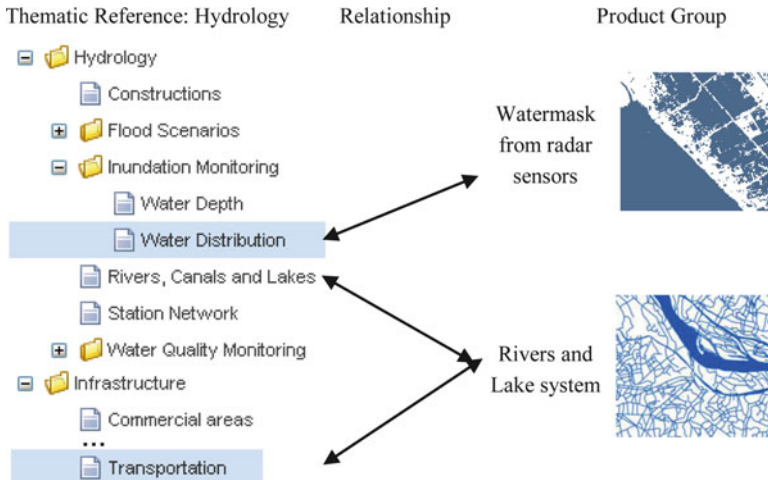 Thematic Reference: Hydrology
Relationship
Product Group
Hydrology
Constructions
Flood Scenarios
Inundation Monitoring
Water Depth
Water Distribution
Rivers, Canals and Lakes
Station Network
Water Quality Monitoring
Infrastructure
Commercial areas
...
Transportation
Watermask
from radar
sensors
Rivers and
Lake system